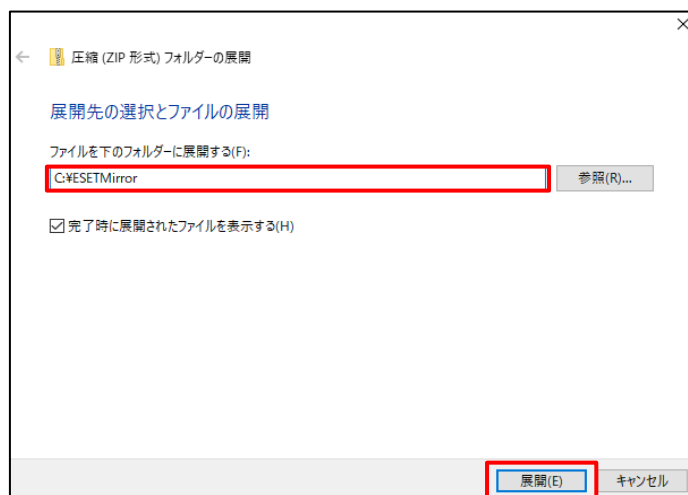 圧縮 (ZIP 形式) フォルダーの展開
展開先の選択とファイルの展開
ファイルを下のフォルダーに展開する(F):
C:¥ESETMirror
参照(R)...
完了時に展開されたファイルを表示する(H)
展開(E)
キャンセル